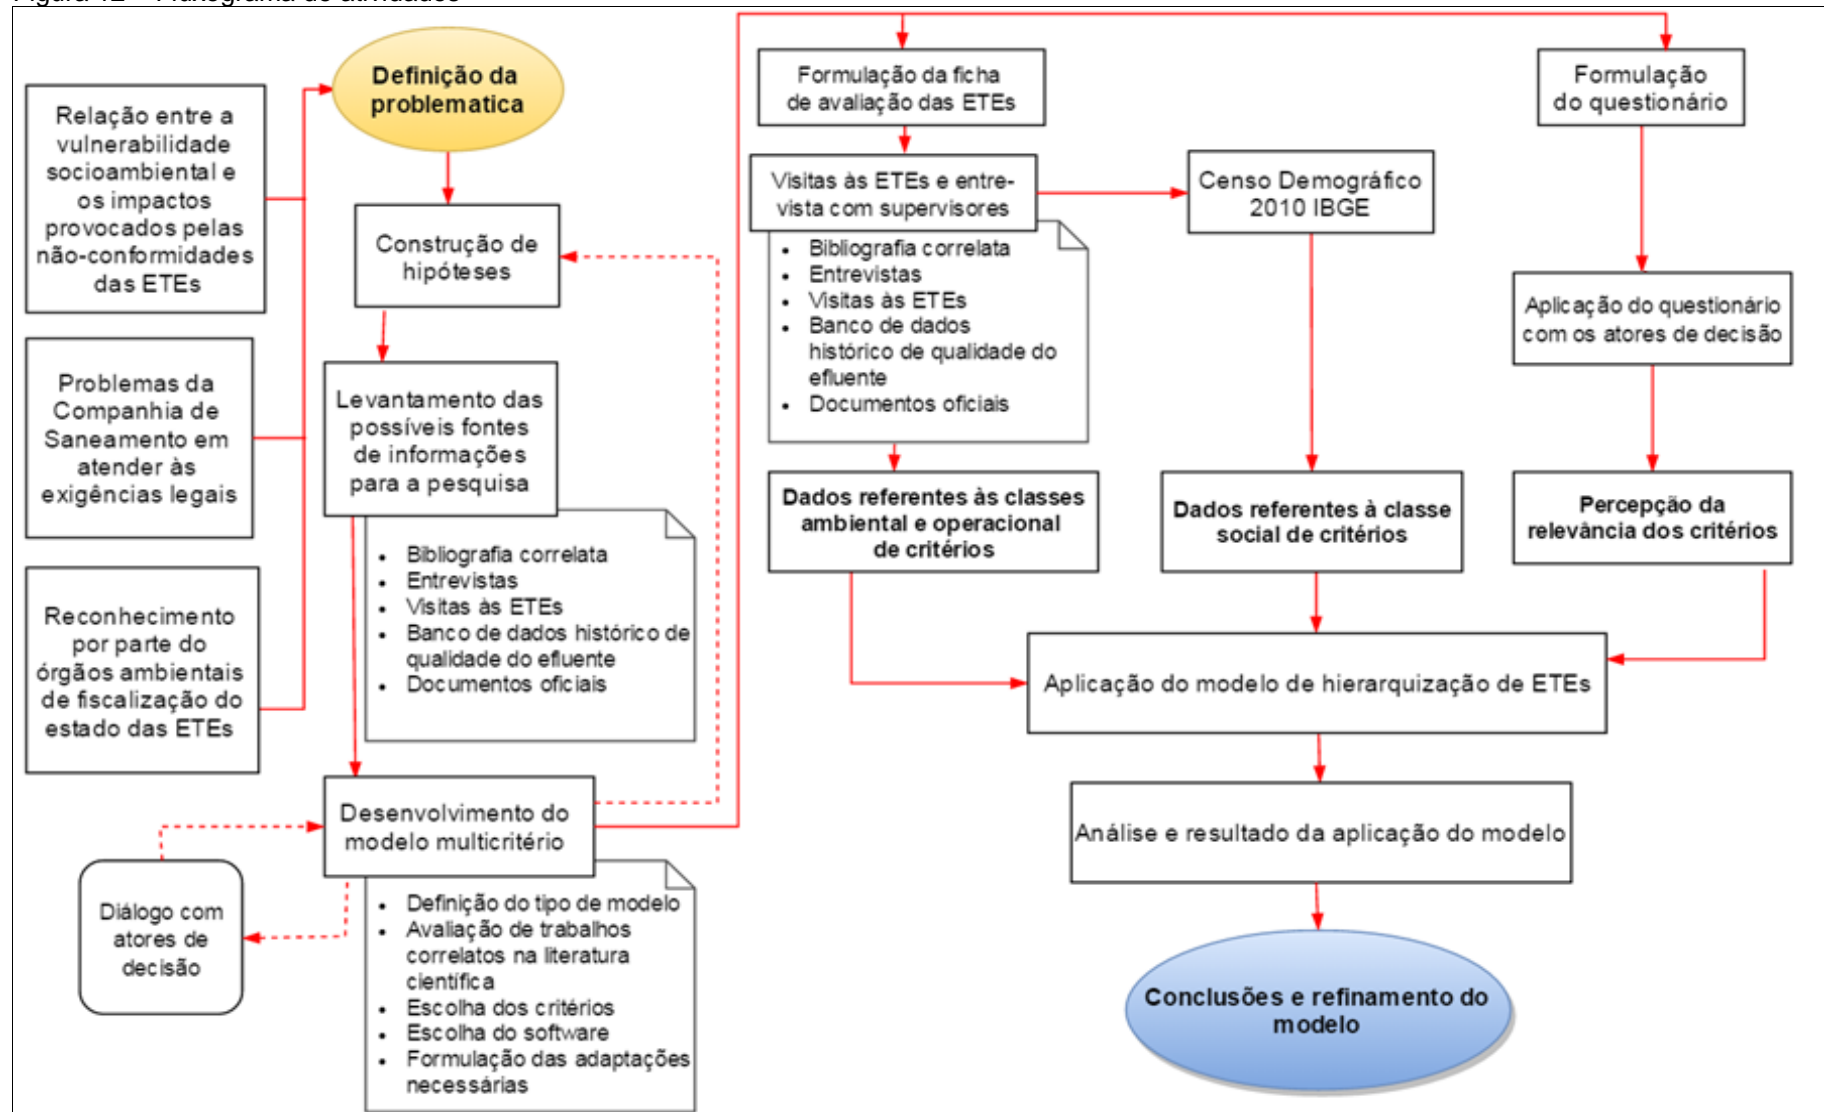 Figura 12 – Fluxograma de atividades
Definição da
problematica
Relação entre a
vulnerabilidade
socioambiental e
os impactos
provocados pelas
não-conformidades
das ETEs
Problemas da
Companhia de
Saneamento em
atender às
exigências legais
Reconhecimento
por parte do
órgãos ambientais
de fiscalização do
estado das ETEs
Construção de
hipóteses
Levantamento das
possíveis fontes
de informações
para a pesquisa
• Bibliografia correlata
• Entrevistas
• Visitas às ETEs
• Banco de dados histórico de
qualidade do efluente
• Documentos oficiais
Desenvolvimento do
modelo multicritério
Diálogo com
atores de
decisão
• Definição do tipo de modelo
• Avaliação de trabalhos
correlatos na literatura
científica
• Escolha dos critérios
• Escolha do software
• Formulação das adaptações
necessárias
Formulação da ficha
de avaliação das ETEs
Visitas às ETEs e entre-
vista com supervisores
• Bibliografia correlata
• Entrevistas
• Visitas às ETEs
• Banco de dados
histórico de qualidade do
efluente
• Documentos oficiais
Dados referentes às classes
ambiental e operacional
de critérios
Censo Demográfico
2010 IBGE
Dados referentes à classe
social de critérios
Formulação
do questionário
Aplicação do questionário
com os atores de decisão
Percepção da
relevância dos critérios
Aplicação do modelo de hierarquização de ETEs
Análise e resultado da aplicação do modelo
Conclusões e refinamento do
modelo